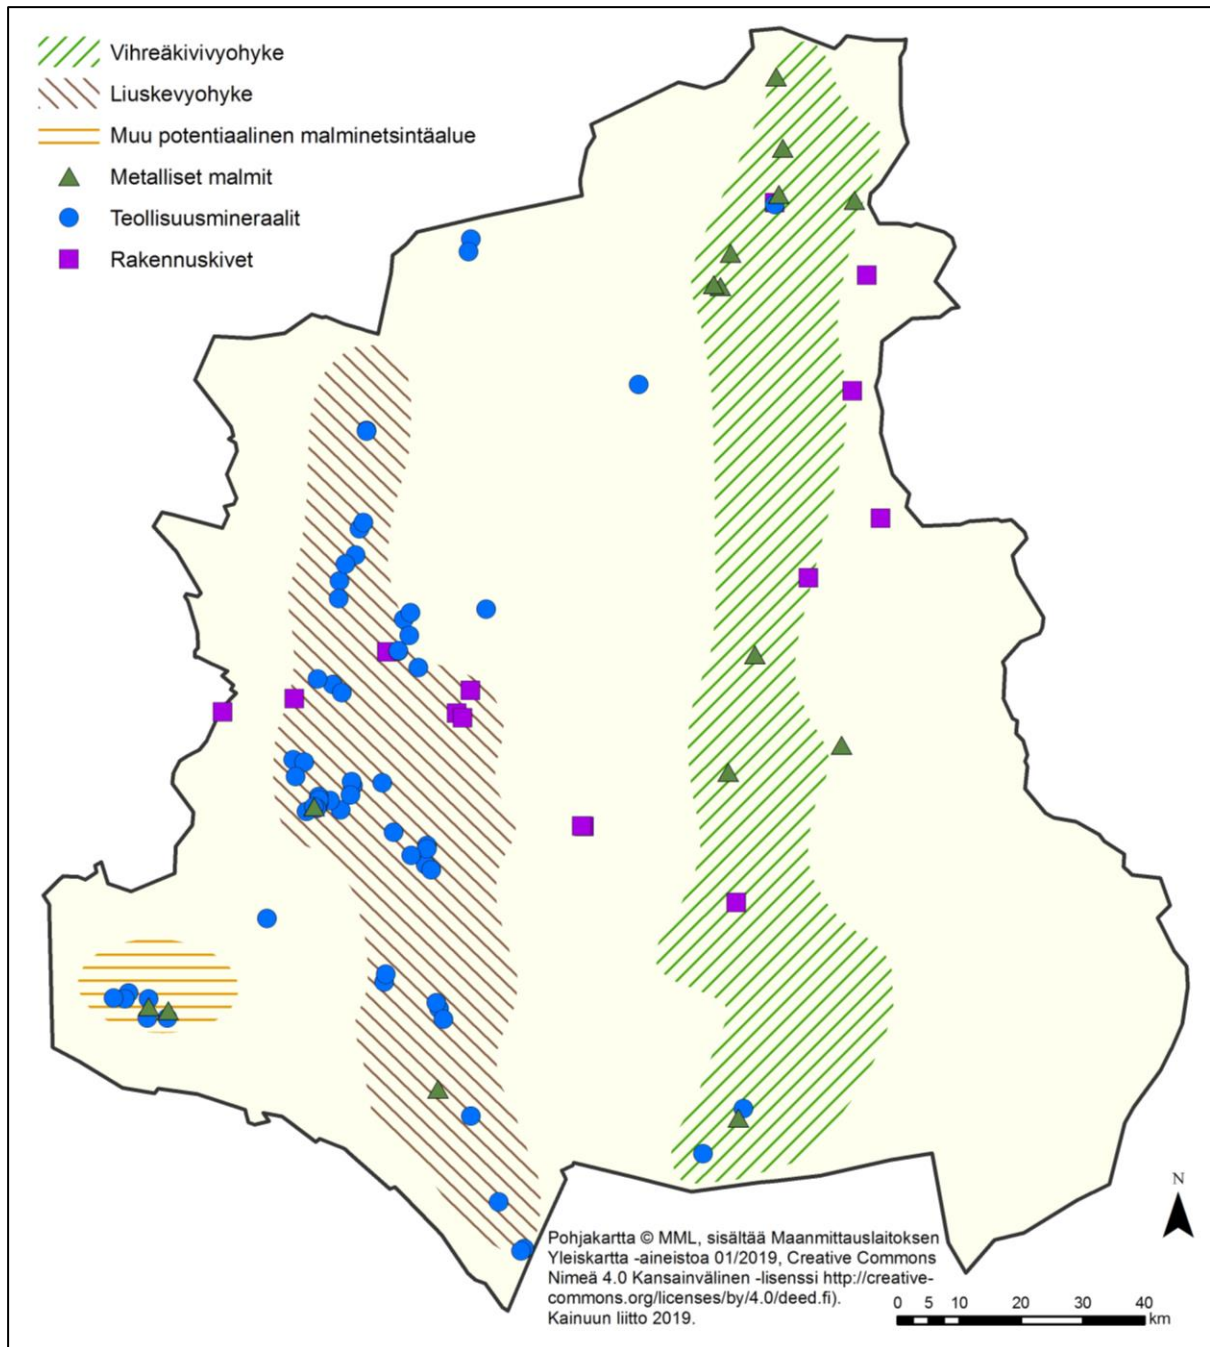 Vihreäkivivyohyke
Liuskevyohyke
Muu potentiaalinen malminetsintäalue
Metalliset malmit
Teollisuusmineraalit
Rakennuskivet
N
Pohjakartta © MML, sisältää Maanmittauslaitoksen
Yleiskartta -aineistoa 01/2019, Creative Commons
Nimeä 4.0 Kansainvälinen -lisenssi http://creative-
commons.org/licenses/by/4.0/deed.fi).
Kainuun liitto 2019.
0 5 10 20 30 40
km